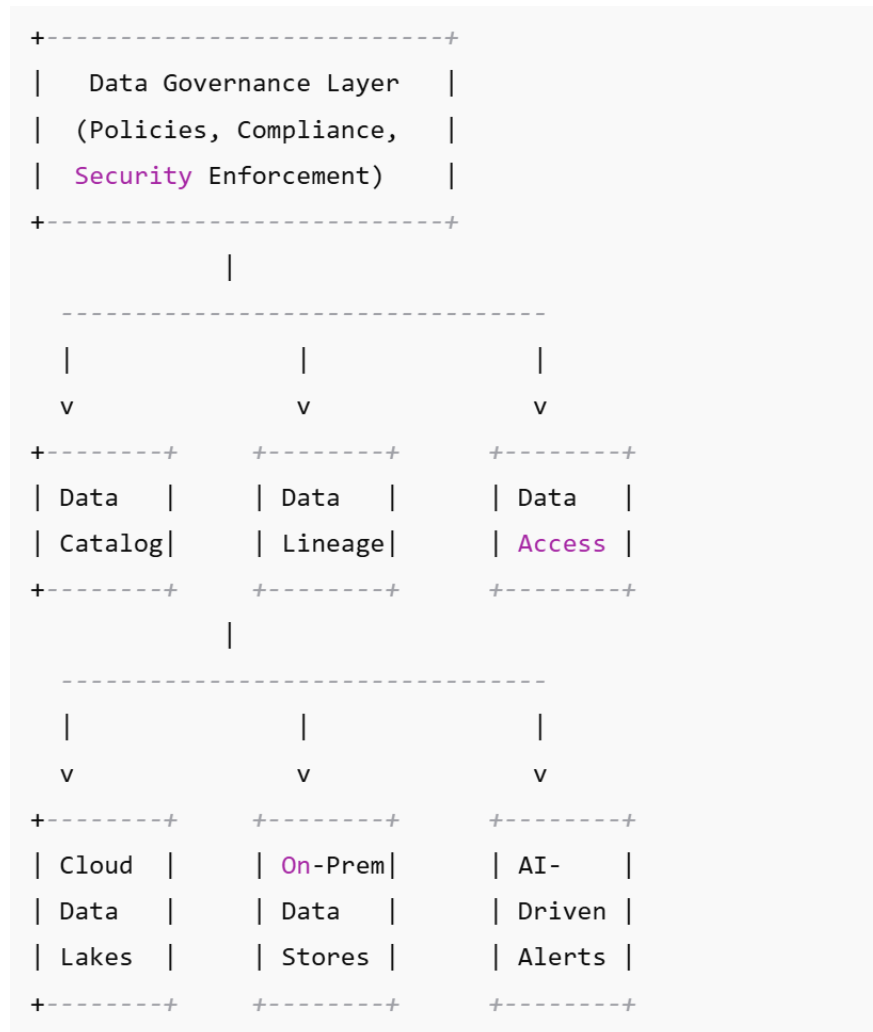 +---------------------------+
|   Data Governance Layer   |
|  (Policies, Compliance,   |
|  Security Enforcement)    |
+---------------------------+
             |
  ---------------------------------
  |               |               |
  v               v               v
+--------+     +--------+      +--------+
| Data   |     | Data   |      | Data   |
| Catalog|     | Lineage|      | Access |
+--------+     +--------+      +--------+
             |
  ---------------------------------
  |               |               |
  v               v               v
+--------+     +--------+      +--------+
| Cloud  |     | On-Prem|      | AI-    |
| Data   |     | Data   |      | Driven |
| Lakes  |     | Stores |      | Alerts |
+--------+     +--------+      +--------+